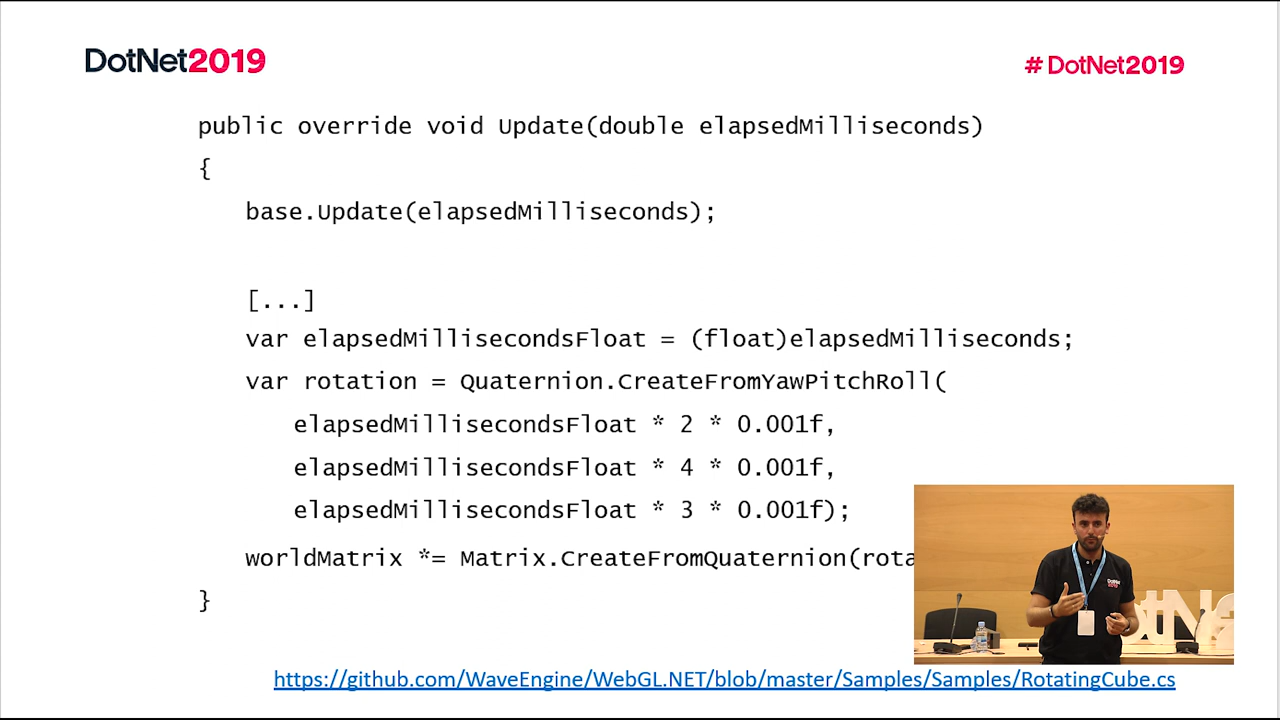 DotNet2019
# DotNet2019
public override void Update(double elapsedMilliseconds)
{
base.Update(elapsedMilliseconds);
[...]
var elapsedMillisecondsFloat = (float)elapsedMilliseconds;
var rotation = Quaternion.CreateFromYawPitchRoll(
elapsedMillisecondsFloat * 2 * 0.001f,
elapsedMillisecondsFloat * 4 * 0.001f,
elapsedMillisecondsFloat * 3 * 0.001f);
worldMatrix *= Matrix.CreateFromQuaternion(rota
}
DotNet
2019
https://github.com/WaveEngine/WebGL.NET/blob/master/Samples/Samples/RotatingCube.cs